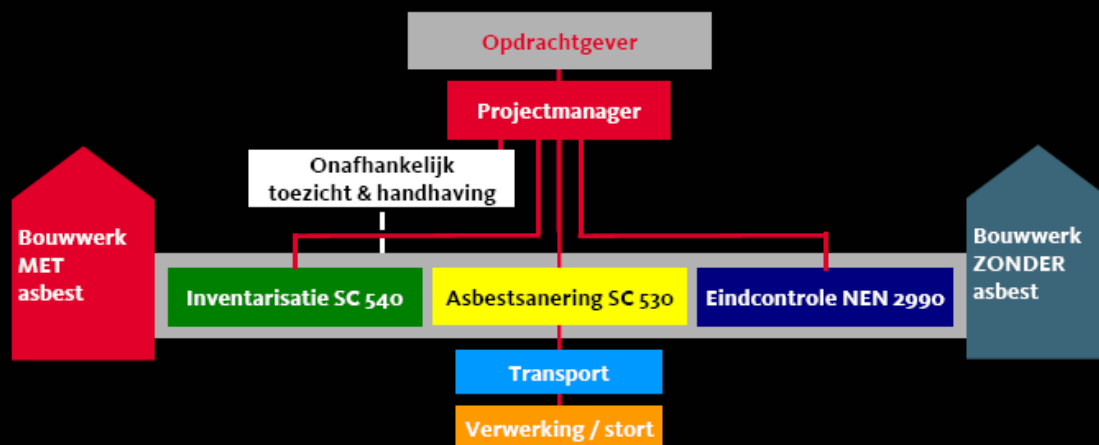 Opdrachtgever
Projectmanager
Onafhankelijk
toezicht & handhaving
Bouwwerk
MET
asbest
Inventarisatie SC 540
Asbestsanering SC 530
Eindcontrole NEN 2990
Bouwwerk
ZONDER
asbest
Transport
Verwerking / stort